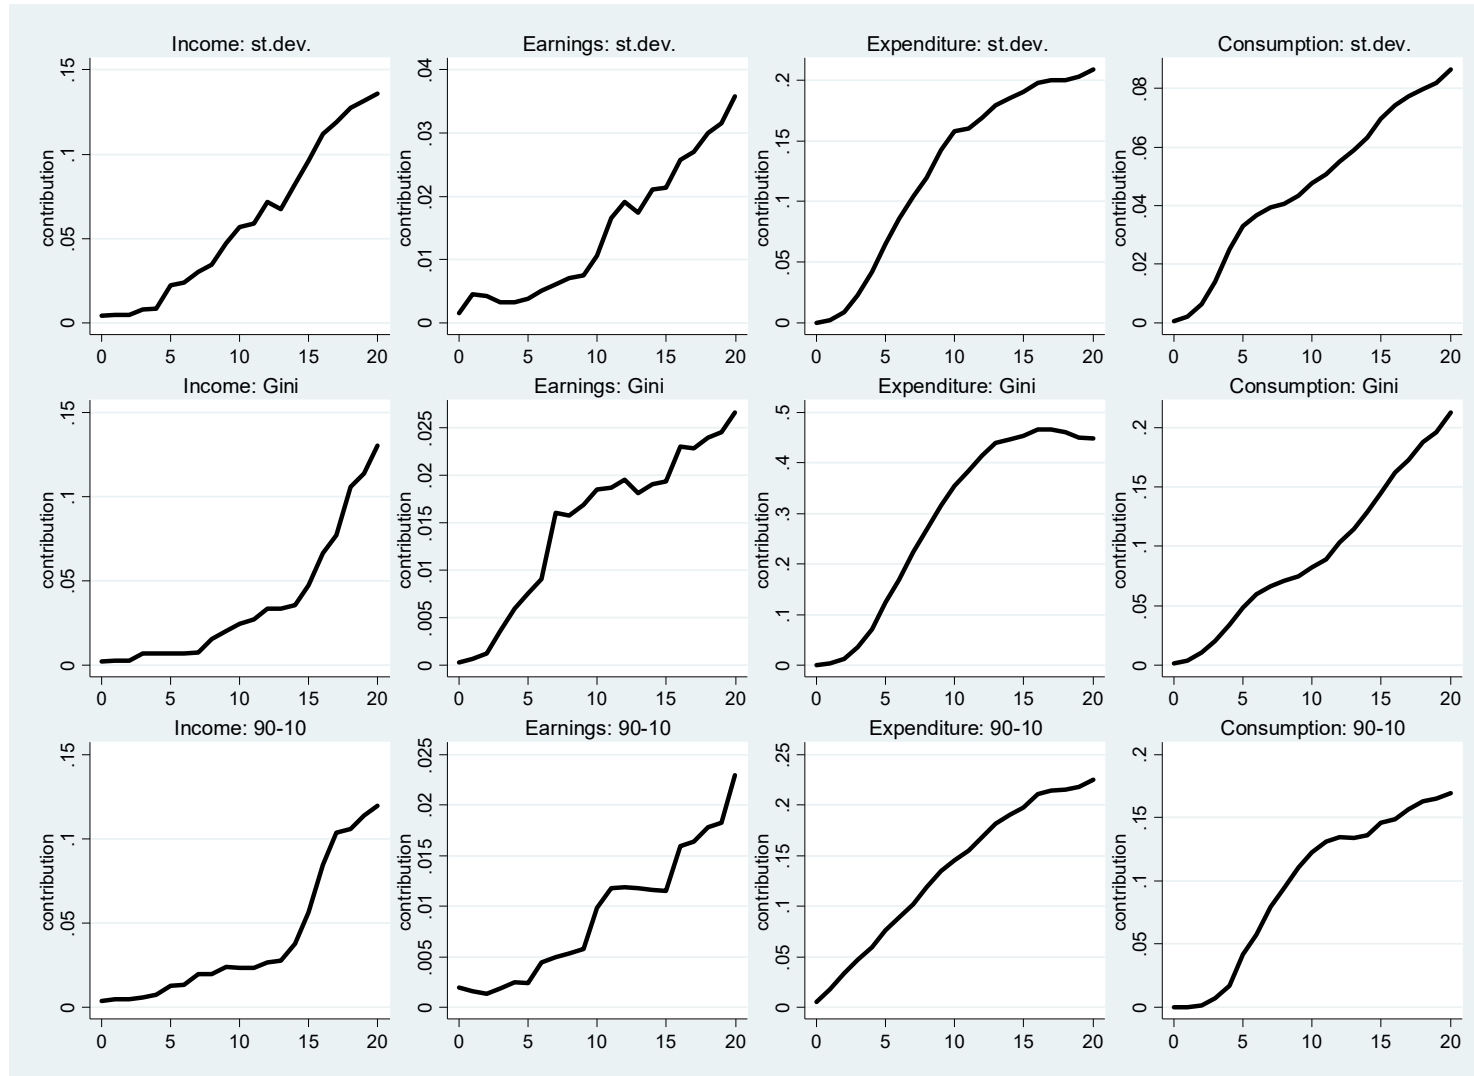 Income: st.dev.
contribution
0 .05 .1 .15
0 5 10 15 20
Earnings: st.dev.
contribution
0 .01 .02 .03 .04
0 5 10 15 20
Expenditure: st.dev.
contribution
0 .05 .1 .15 .2
0 5 10 15 20
Consumption: st.dev.
contribution
0 .02 .04 .06 .08
0 5 10 15 20
Income: Gini
contribution
0 .05 .1 .15
0 5 10 15 20
Earnings: Gini
contribution
0 .005 .01 .015 .02 .025
0 5 10 15 20
Expenditure: Gini
contribution
0 .1 .2 .3 .4 .5
0 5 10 15 20
Consumption: Gini
contribution
0 .05 .1 .15 .2
0 5 10 15 20
Income: 90-10
contribution
0 .05 .1 .15
0 5 10 15 20
Earnings: 90-10
contribution
0 .005 .01 .015 .02 .025
0 5 10 15 20
Expenditure: 90-10
contribution
0 .05 .1 .15 .2 .25
0 5 10 15 20
Consumption: 90-10
contribution
0 .05 .1 .15 .2
0 5 10 15 20